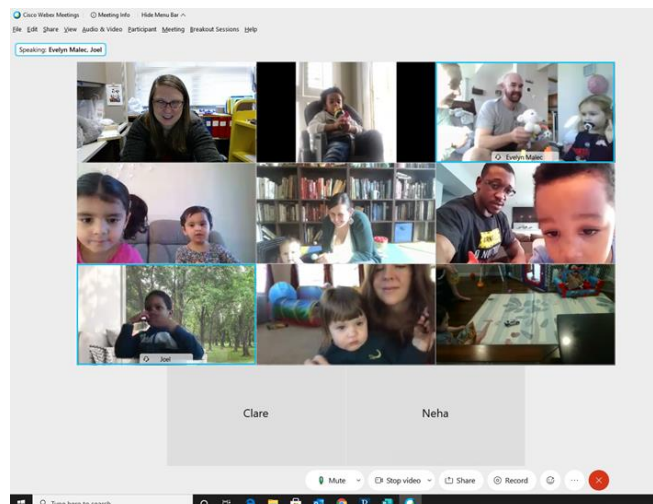 Cisco Webex Meetings Meeting Info Hide Menu Bar
File Edit Share View Audio & Video Participant Meeting Breakout Sessions Help
Speaking: Evelyn Malec, Joel
Evelyn Malec
Joel
Clare Neha
Mute Stop video Share Record
Type here to search